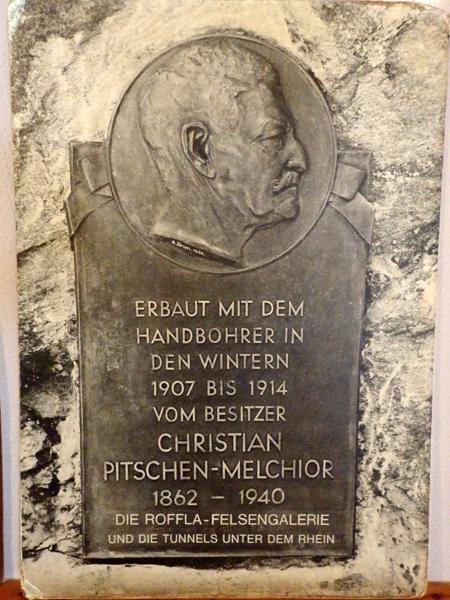 ERBAUT MIT DEM
HANDBOHRER IN
DEN WINTERN
1907 BIS 1914
VOM BESITZER
CHRISTIAN
PITSCHEN-MELCHIOR
1862 – 1940
DIE ROFFLA-FELSENGALERIE
UND DIE TUNNELS UNTER DEM RHEIN